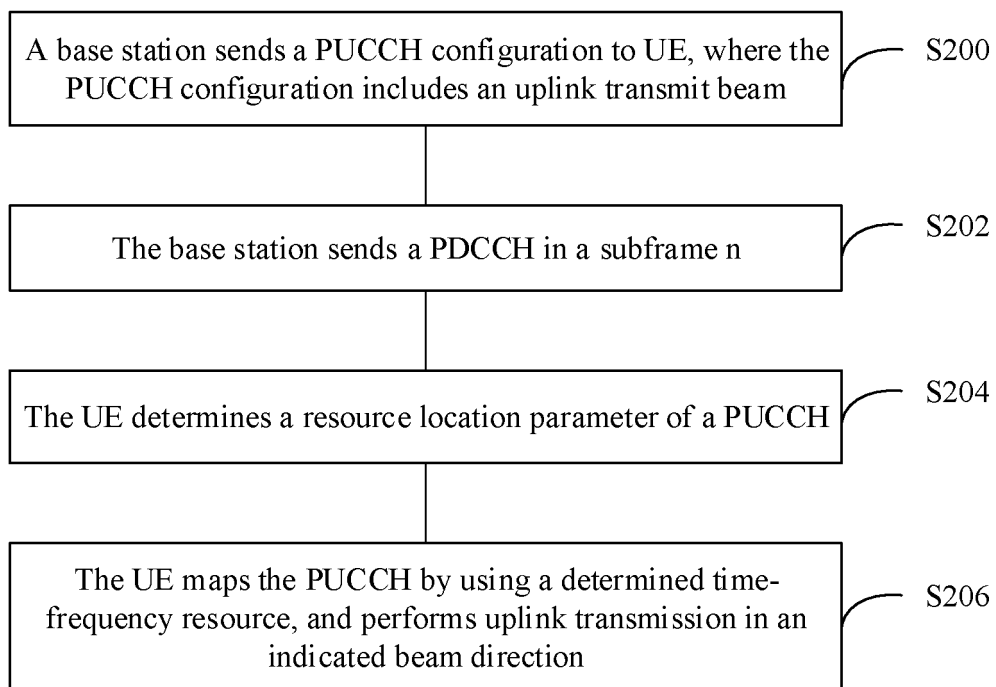 A base station sends a PUCCH configuration to UE, where the
PUCCH configuration includes an uplink transmit beam
S200
The base station sends a PDCCH in a subframe n
S202
The UE determines a resource location parameter of a PUCCH
S204
The UE maps the PUCCH by using a determined time-
frequency resource, and performs uplink transmission in an
indicated beam direction
S206